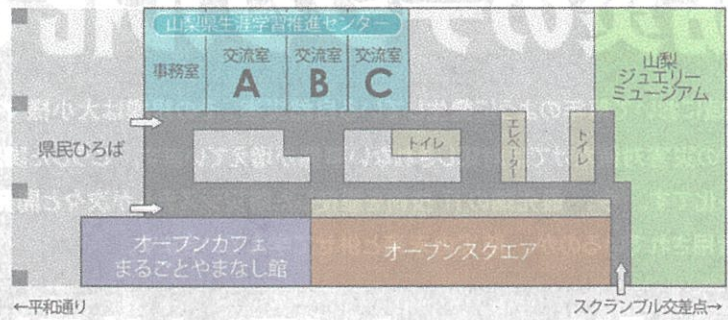 山梨県生涯学習推進センター
事務室
交流室
A
交流室
B
交流室
C
山梨
ジュエリー
ミュージアム
県民ひろば
トイレ
エレベーター
トイレ
オープンカフェ
まるごとやまなし館
オープンスクエア
←平和通り
スクランブル交差点→